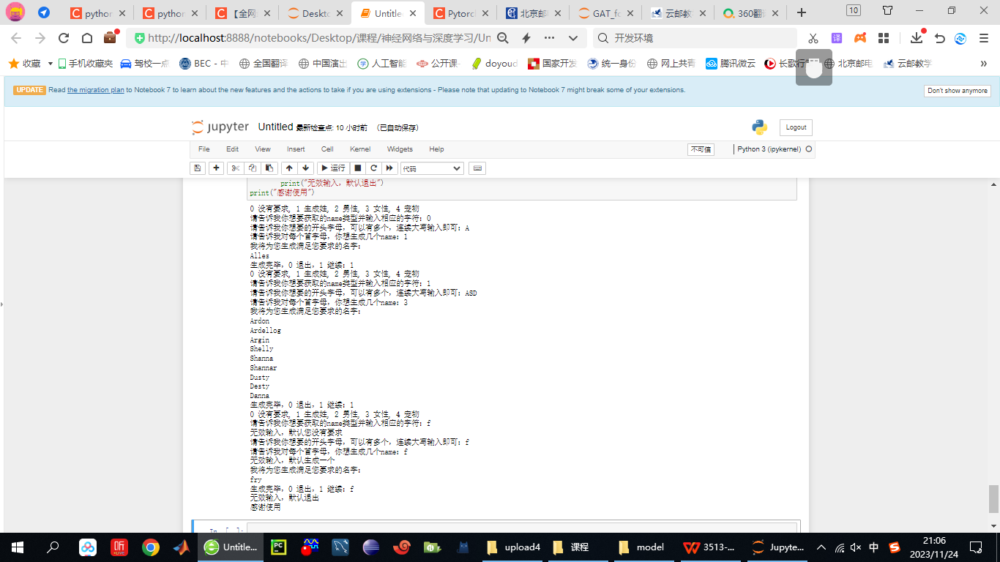 python
python
【全网
Deskto
Untitle
Pytorc
北京邮
GAT_fo
云邮教
360翻
10
http://localhost:8888/notebooks/Desktop/课程/神经网络与深度学习/Un
开发环境
译
收藏 手机收藏夹 驾校一点 BEC - 中 全国翻译 中国演出 人工智能 公开课 doyoud 国家开发 统一身份 网上共青 腾讯微云 长歌行 北京邮电 云邮教学
UPDATE Read the migration plan to Notebook 7 to learn about the new features and the actions to take if you are using extensions - Please note that updating to Notebook 7 might break some of your extensions.
Don't show anymore
jupyter Untitled 最新检查点: 10 小时前 (已自动保存)
Logout
File Edit View Insert Cell Kernel Widgets Help
不可信
Python 3 (ipykernel)
运行
代码
print("无效输入，默认退出")
print("感谢使用")
0 没有要求, 1 生成姓, 2 男性, 3 女性, 4 宠物
请告诉我你想要获取的name类型并输入相应的字符：0
请告诉我你想要的开头字母，可以有多个，连续大写输入即可：A
请告诉我对每个首字母，你想生成几个name：1
我将为您生成满足您要求的名字：
Alles
生成完毕，0 退出，1 继续：1
0 没有要求, 1 生成姓, 2 男性, 3 女性, 4 宠物
请告诉我你想要获取的name类型并输入相应的字符：1
请告诉我你想要的开头字母，可以有多个，连续大写输入即可：ASD
请告诉我对每个首字母，你想生成几个name：3
我将为您生成满足您要求的名字：
Ardon
Ardellog
Argin
Shelly
Shanna
Shannar
Dusty
Desty
Danna
生成完毕，0 退出，1 继续：1
0 没有要求, 1 生成姓, 2 男性, 3 女性, 4 宠物
请告诉我你想要获取的name类型并输入相应的字符：f
无效输入，默认您没有要求
请告诉我你想要的开头字母，可以有多个，连续大写输入即可：f
请告诉我对每个首字母，你想生成几个name：f
无效输入，默认生成一个
我将为您生成满足您要求的名字：
fry
生成完毕，0 退出，1 继续：f
无效输入，默认退出
感谢使用
In [ ]:
听
LIVE
Untitle...
PC
upload4
课程
model
3513-...
Jupyte...
中
21:06
2023/11/24